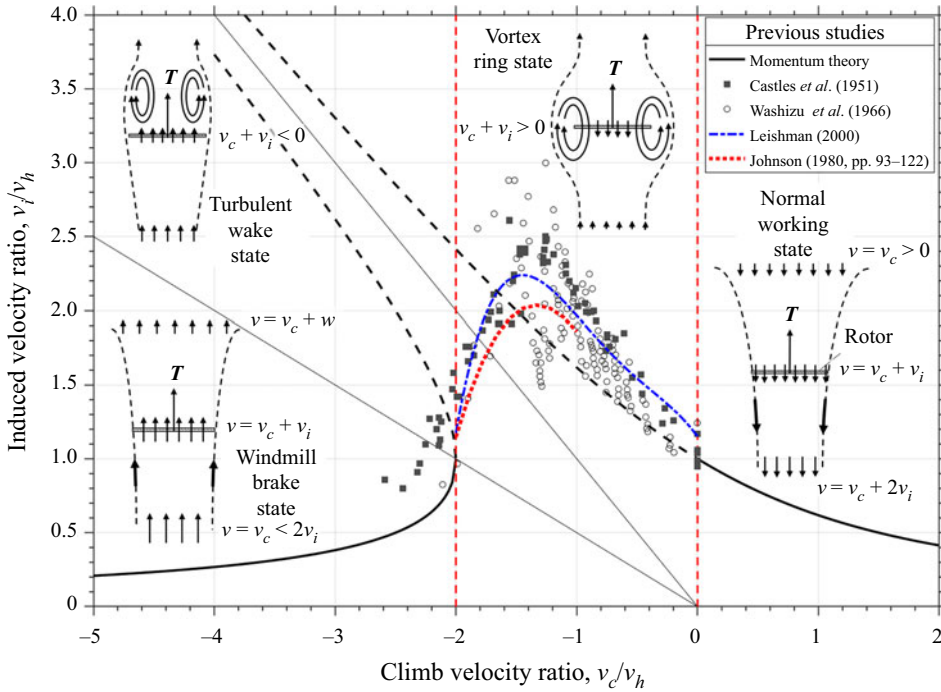 4.0
3.5
3.0
2.5
2.0
1.5
1.0
0.5
0
Induced velocity ratio, v_i/v_h
–5
–4
–3
–2
–1
0
1
2
Climb velocity ratio, v_c/v_h
T
v_c + v_i < 0
Turbulent
wake
state
Vortex
ring state
T
v_c + v_i > 0
Previous studies
Momentum theory
Castles et al. (1951)
Washizu et al. (1966)
Leishman (2000)
Johnson (1980, pp. 93–122)
Normal
working
state
v = v_c > 0
T
Rotor
v = v_c + v_i
v = v_c + 2v_i
v = v_c + w
T
v = v_c + v_i
Windmill
brake
state
v = v_c < 2v_i